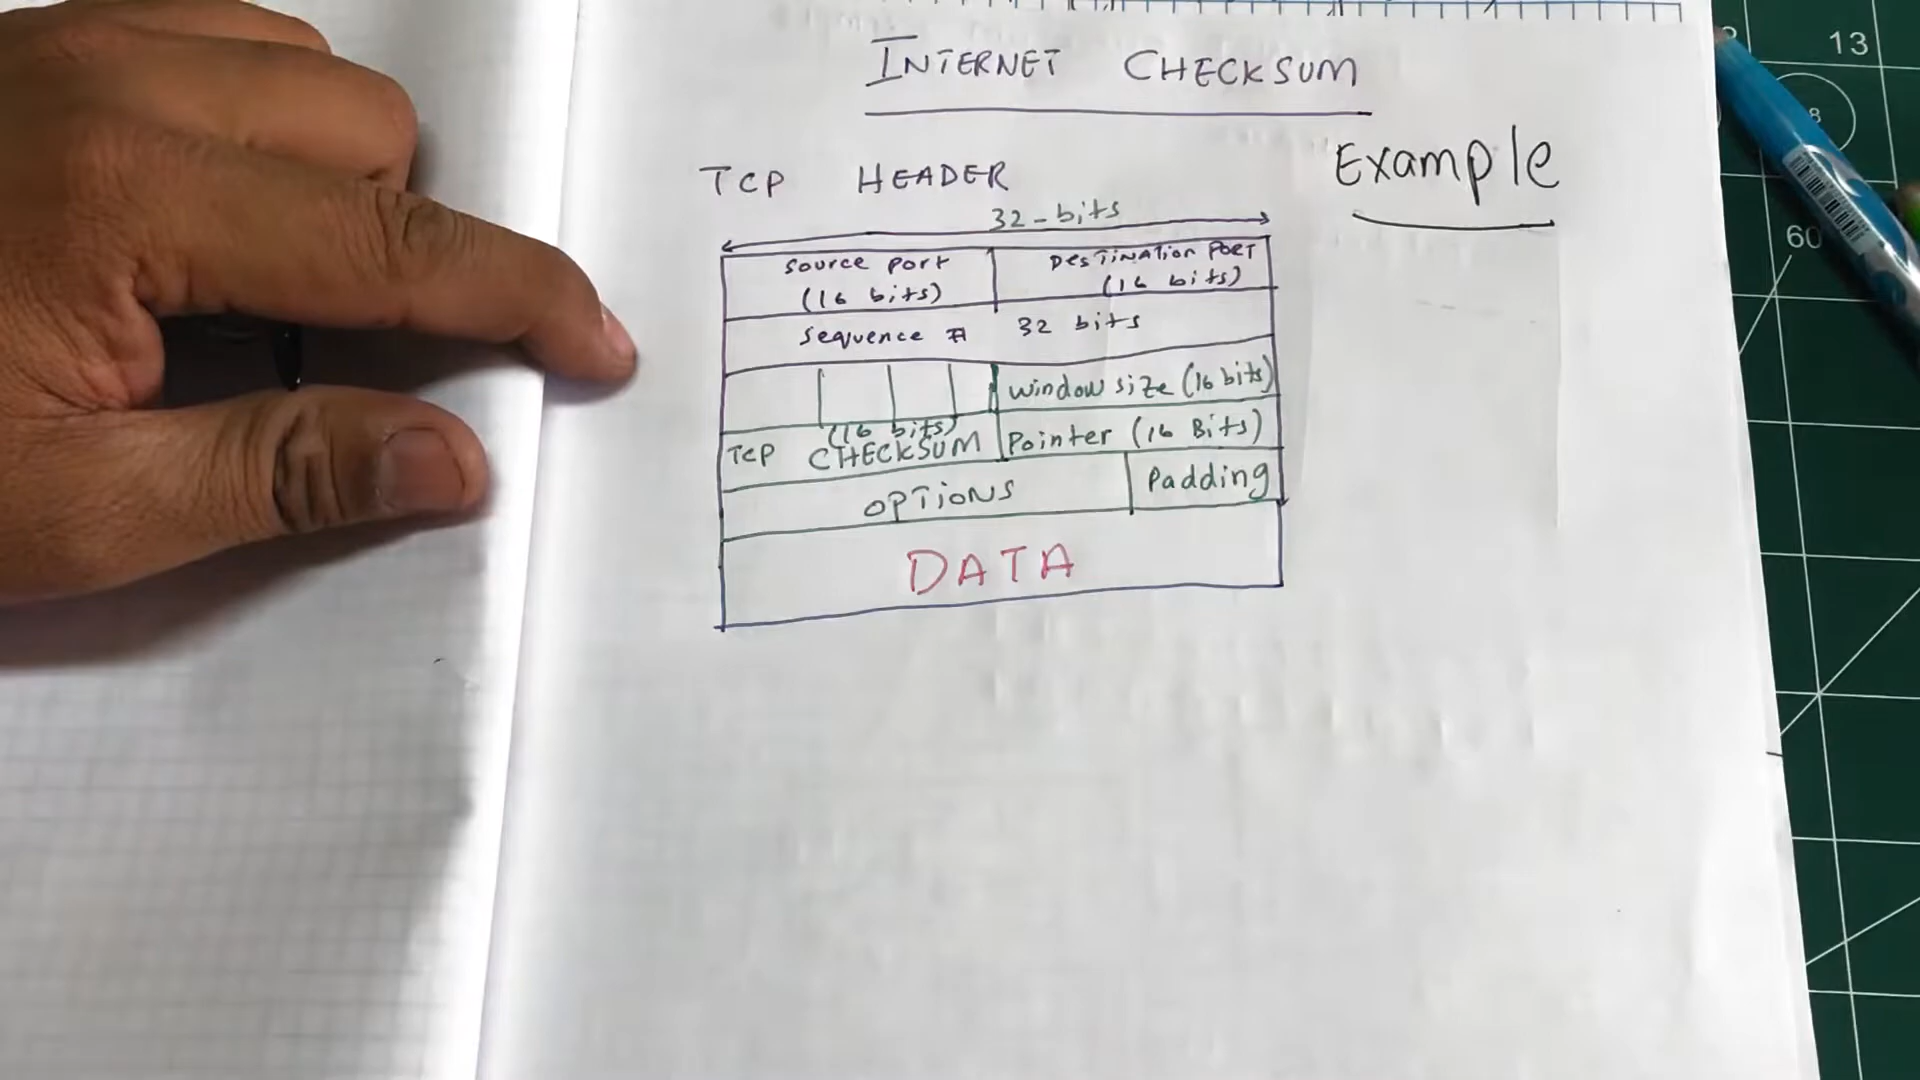 INTERNET CHECKSUM
Example
TCP HEADER
32-bits
Source Port
(16 bits)
DESTINATION PORT
(16 bits)
Sequence # 32 bits
Window size (16 bits)
(16 bits)
TCP CHECKSUM
Pointer (16 Bits)
OPTIONS
Padding
DATA
13
8
60